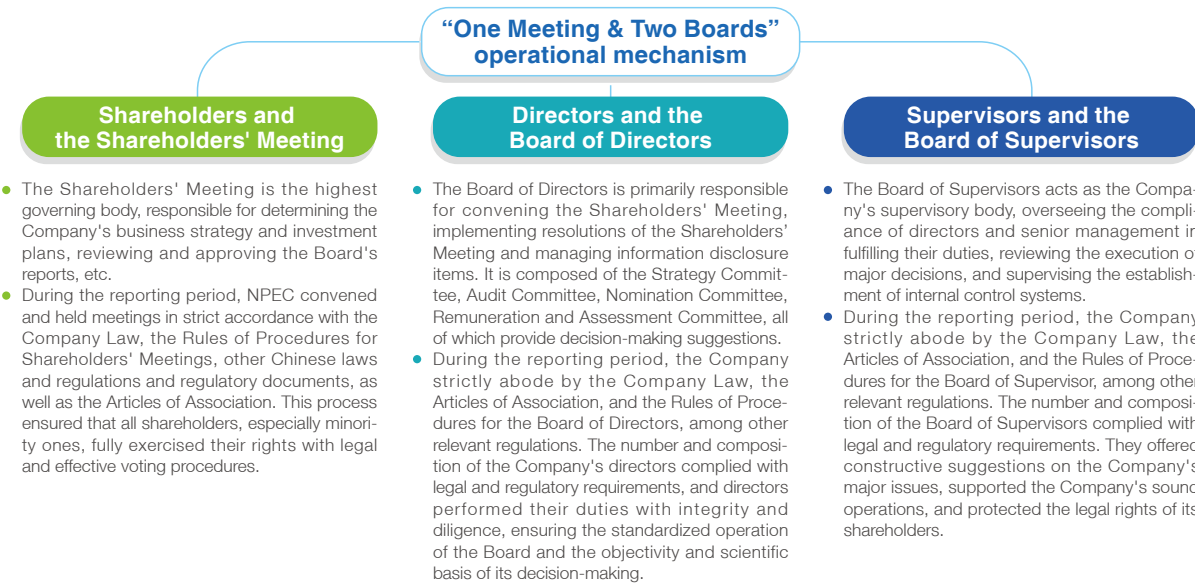 “One Meeting & Two Boards”
operational mechanism
Shareholders and
the Shareholders' Meeting
The Shareholders' Meeting is the highest
governing body, responsible for determining the
Company's business strategy and investment
plans, reviewing and approving the Board's
reports, etc.
During the reporting period, NPEC convened
and held meetings in strict accordance with the
Company Law, the Rules of Procedures for
Shareholders' Meetings, other Chinese laws
and regulations and regulatory documents, as
well as the Articles of Association. This process
ensured that all shareholders, especially minori-
ty ones, fully exercised their rights with legal
and effective voting procedures.
Directors and the
Board of Directors
The Board of Directors is primarily responsible
for convening the Shareholders' Meeting,
implementing resolutions of the Shareholders’
Meeting and managing information disclosure
items. It is composed of the Strategy Commit-
tee, Audit Committee, Nomination Committee,
Remuneration and Assessment Committee, all
of which provide decision-making suggestions.
During the reporting period, the Company
strictly abode by the Company Law, the
Articles of Association, and the Rules of Proce-
dures for the Board of Directors, among other
relevant regulations. The number and composi-
tion of the Company's directors complied with
legal and regulatory requirements, and directors
performed their duties with integrity and
diligence, ensuring the standardized operation
of the Board and the objectivity and scientific
basis of its decision-making.
Supervisors and the
Board of Supervisors
The Board of Supervisors acts as the Compa-
ny's supervisory body, overseeing the compli-
ance of directors and senior management in
fulfilling their duties, reviewing the execution of
major decisions, and supervising the establish-
ment of internal control systems.
During the reporting period, the Company
strictly abode by the Company Law, the
Articles of Association, and the Rules of Proce-
dures for the Board of Supervisor, among other
relevant regulations. The number and composi-
tion of the Board of Supervisors complied with
legal and regulatory requirements. They offered
constructive suggestions on the Company's
major issues, supported the Company's sound
operations, and protected the legal rights of its
shareholders.